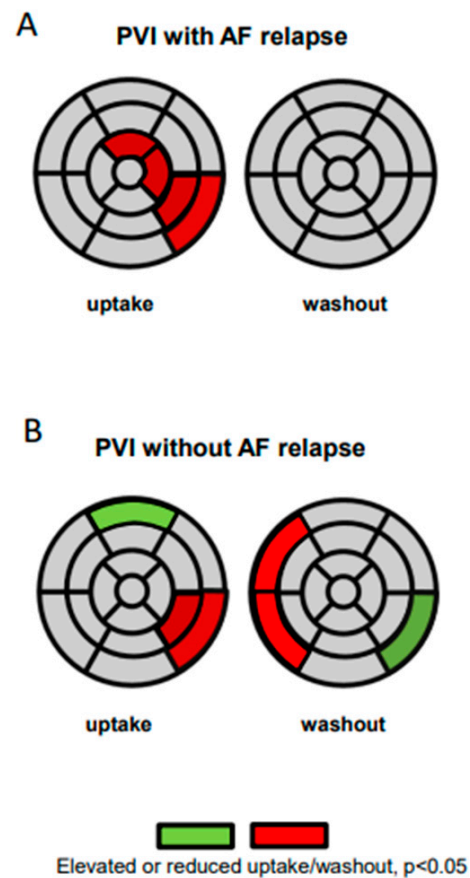 A
PVI with AF relapse
uptake washout
B
PVI without AF relapse
uptake washout
Elevated or reduced uptake/washout, p<0.05